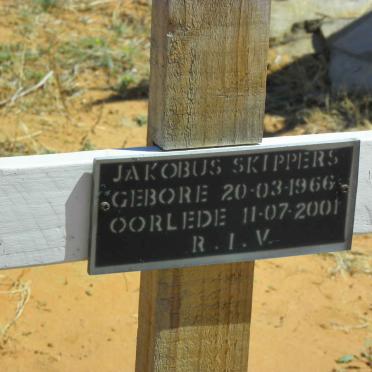 JAKOBUS SKIPPERS
GEBORE 20-03-1966
OORLEDE 11-07-2001
R.I.V